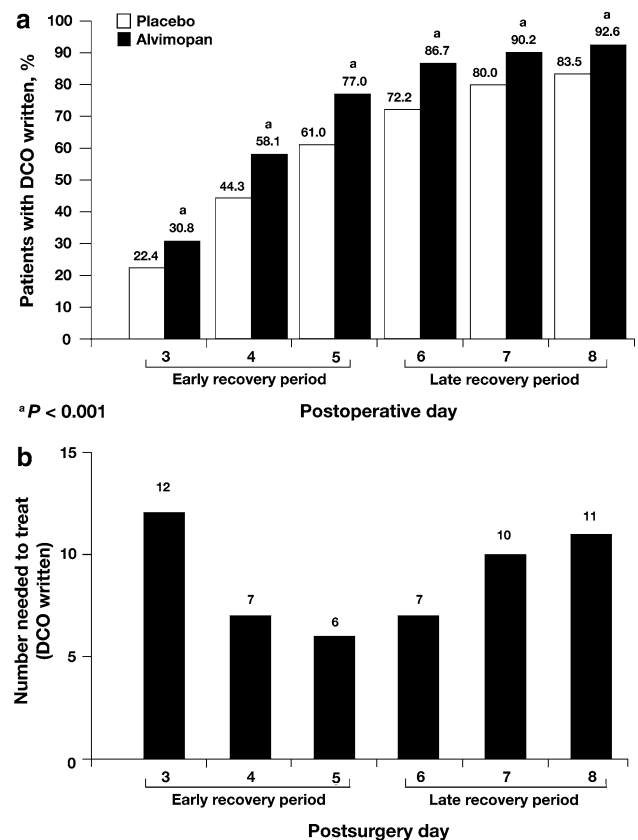 a
Placebo
Alvimopan
Patients with DCO written, %
100
90
80
70
60
50
40
30
20
10
0
22.4
a
30.8
44.3
a
58.1
61.0
a
77.0
72.2
a
86.7
80.0
a
90.2
83.5
a
92.6
3 4 5 6 7 8
Early recovery period Late recovery period
a P < 0.001
Postoperative day
b
Number needed to treat
(DCO written)
15
10
5
0
12
7
6
7
10
11
3 4 5 6 7 8
Early recovery period Late recovery period
Postsurgery day